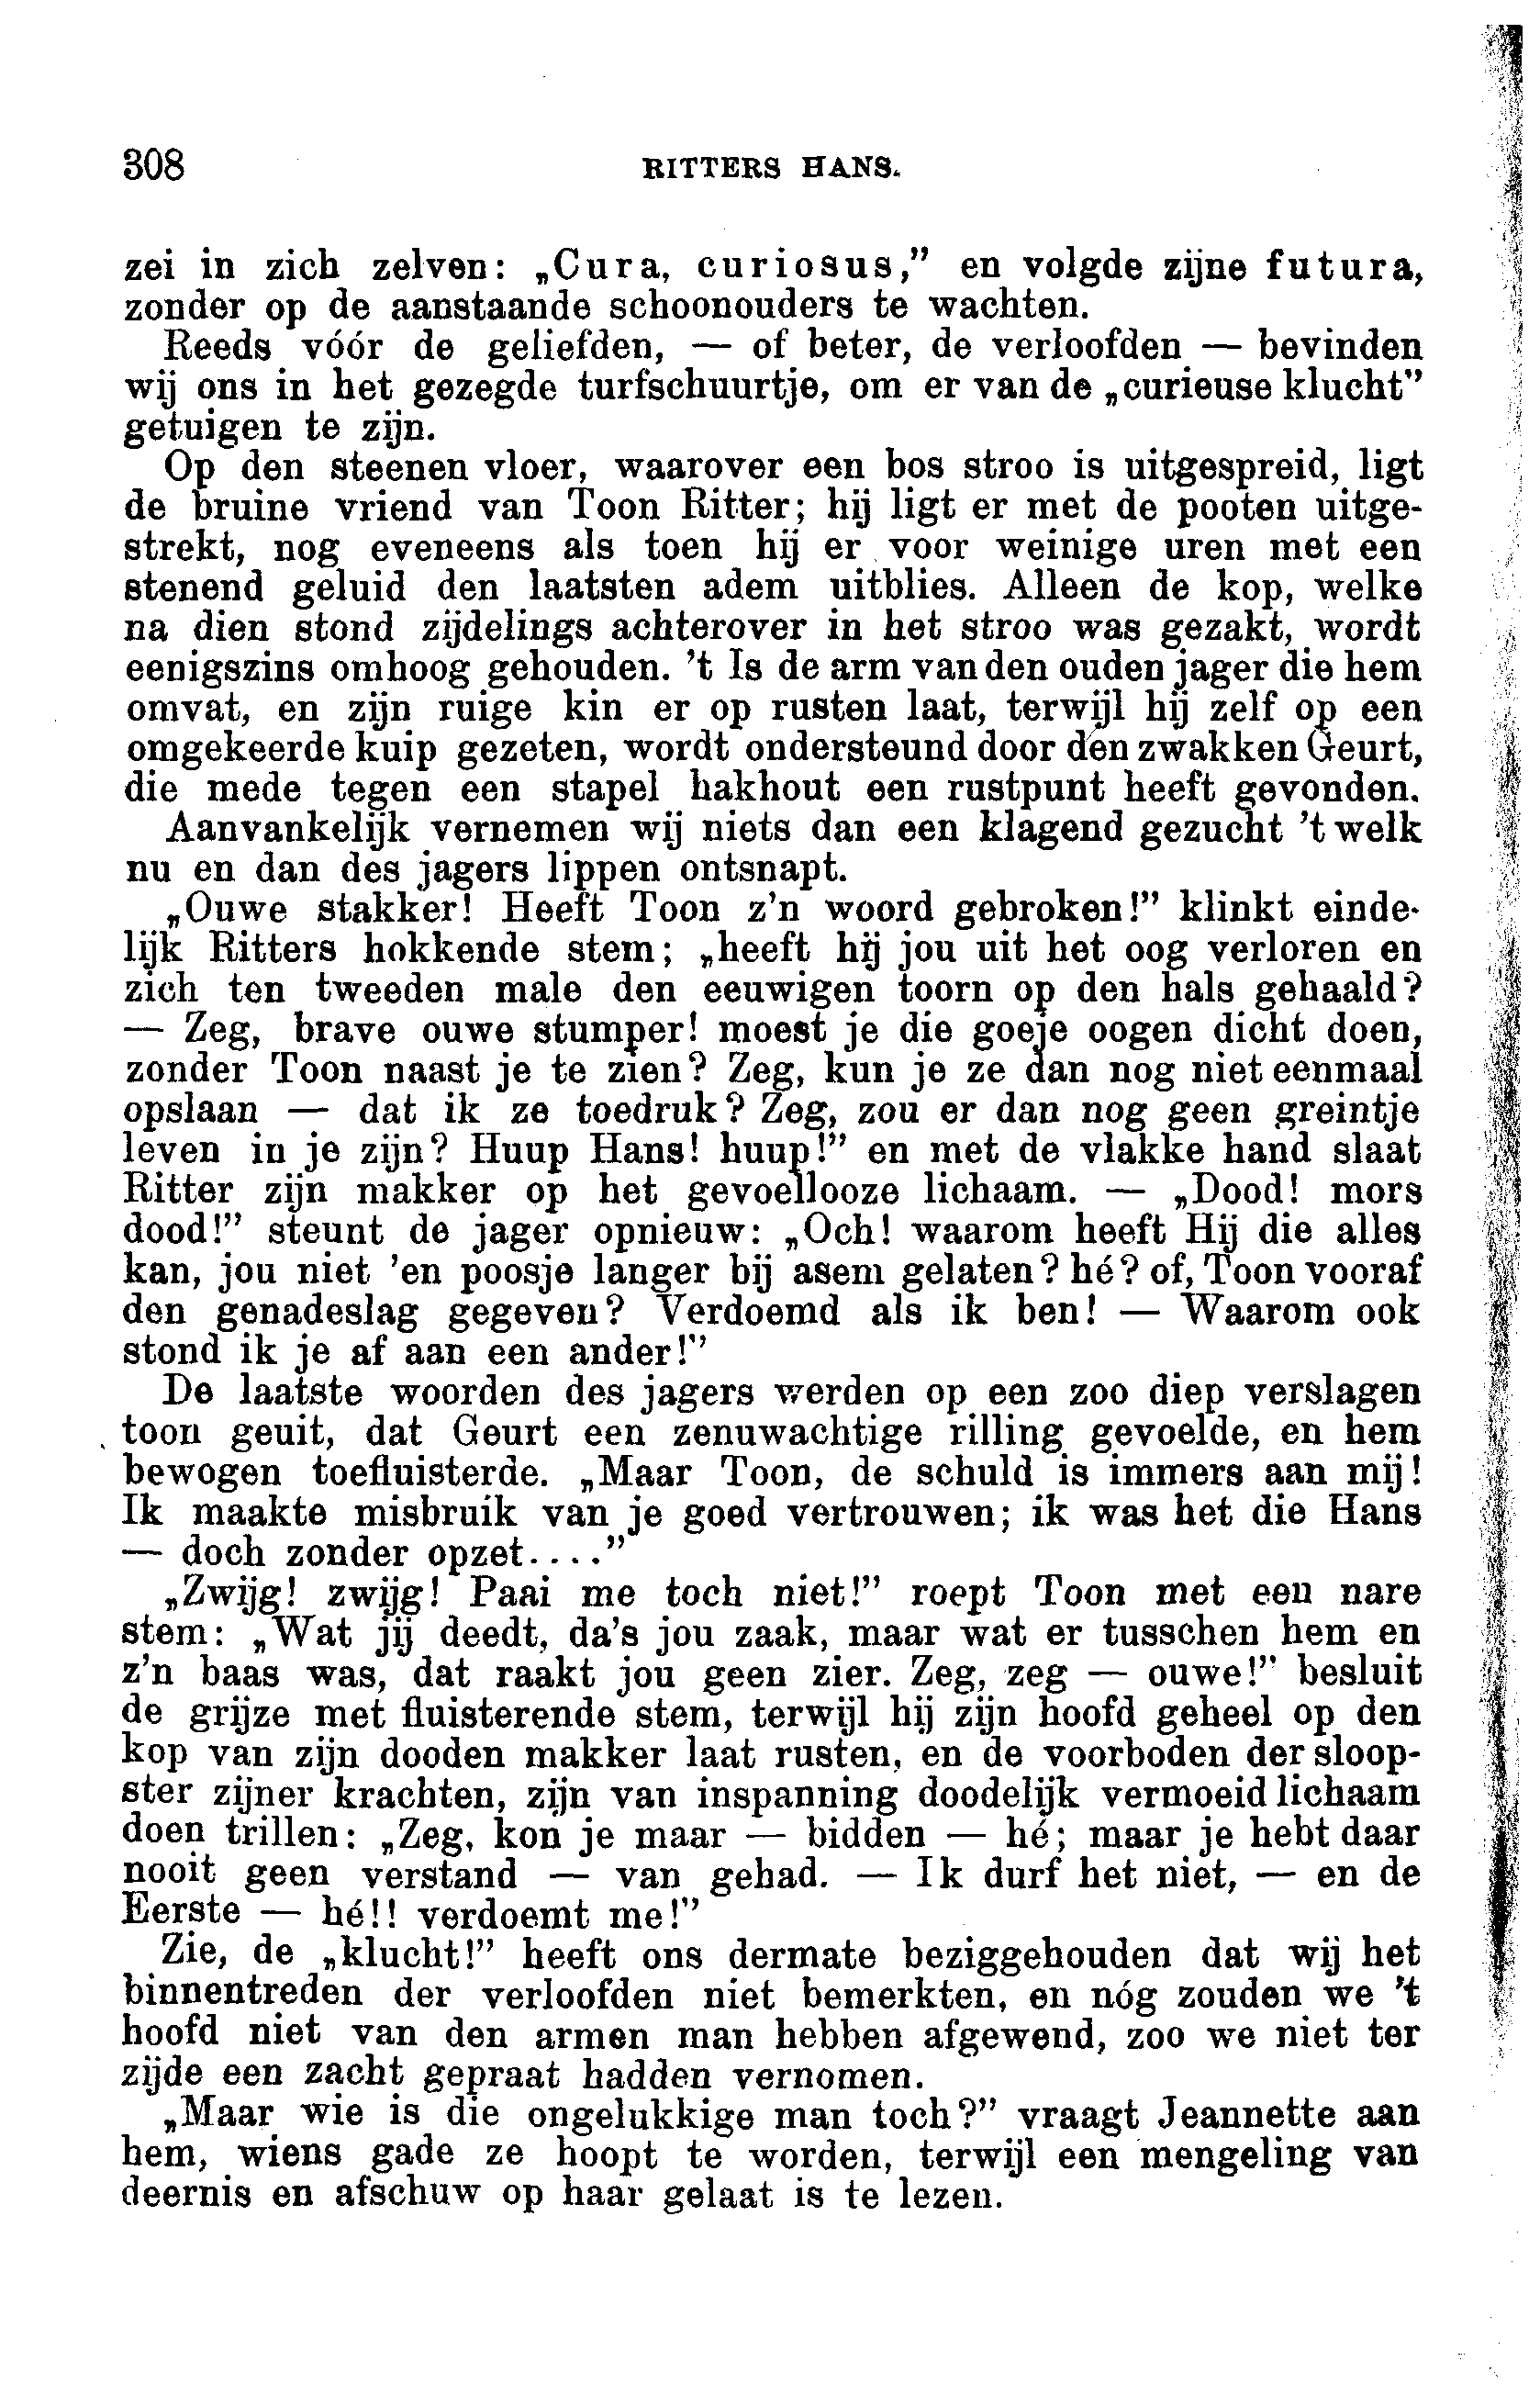 308 RITTERS HANS.
zei in zich zelven: „Cura, curiosus,” en volgde zijne futura,
zonder op de aanstaande schoonouders te wachten.
Reeds vóór de geliefden, — of beter, de verloofden — bevinden
wij ons in het gezegde turfschuurtje, om er van de „curieuse klucht”
getuigen te zijn.
Op den steenen vloer, waarover een bos stroo is uitgespreid, ligt
de bruine vriend van Toon Ritter; hij ligt er met de pooten uitge-
strekt, nog eveneens als toen hij er voor weinige uren met een
stenend geluid den laatsten adem uitblies. Alleen de kop, welke
na dien stond zijdelings achterover in het stroo was gezakt, wordt
eenigszins omhoog gehouden. ’t Is de arm van den ouden jager die hem
omvat, en zijn ruige kin er op rusten laat, terwijl hij zelf op een
omgekeerde kuip gezeten, wordt ondersteund door den zwakken Geurt,
die mede tegen een stapel hakhout een rustpunt heeft gevonden.
Aanvankelijk vernemen wij niets dan een klagend gezucht ’t welk
nu en dan des jagers lippen ontsnapt.
„Ouwe stakker! Heeft Toon z’n woord gebroken!” klinkt einde-
lijk Ritters hokkende stem; „heeft hij jou uit het oog verloren en
zich ten tweeden male den eeuwigen toorn op den hals gehaald?
— Zeg, brave ouwe stumper! moest je die goeje oogen dicht doen,
zonder Toon naast je te zien? Zeg, kun je ze dan nog niet eenmaal
opslaan — dat ik ze toedruk? Zeg, zou er dan nog geen greintje
leven in je zijn? Huup Hans! huup!” en met de vlakke hand slaat
Ritter zijn makker op het gevoellooze lichaam. — „Dood! mors
dood!” steunt de jager opnieuw: „Och! waarom heeft Hij die alles
kan, jou niet ’en poosje langer bij asem gelaten? hé? of, Toon vooraf
den genadeslag gegeven? Verdoemd als ik ben! — Waarom ook
stond ik je af aan een ander!”
De laatste woorden des jagers werden op een zoo diep verslagen
toon geuit, dat Geurt een zenuwachtige rilling gevoelde, en hem
bewogen toefluisterde. „Maar Toon, de schuld is immers aan mij!
Ik maakte misbruik van je goed vertrouwen; ik was het die Hans
— doch zonder opzet....”
„Zwijg! zwijg! Paai me toch niet!” roept Toon met een nare
stem: „Wat jij deedt, da’s jou zaak, maar wat er tusschen hem en
z’n baas was, dat raakt jou geen zier. Zeg, zeg — ouwe!” besluit
de grijze met fluisterende stem, terwijl hij zijn hoofd geheel op den
kop van zijn dooden makker laat rusten, en de voorboden der sloop-
ster zijner krachten, zijn van inspanning doodelijk vermoeid lichaam
doen trillen: „Zeg, kon je maar — bidden — hé; maar je hebt daar
nooit geen verstand — van gehad. — Ik durf het niet, — en de
Eerste — hé!! verdoemt me!”
Zie, de „klucht!” heeft ons dermate beziggehouden dat wij het
binnentreden der verloofden niet bemerkten, en nóg zouden we ’t
hoofd niet van den armen man hebben afgewend, zoo we niet ter
zijde een zacht gepraat hadden vernomen.
„Maar wie is die ongelukkige man toch?” vraagt Jeannette aan
hem, wiens gade ze hoopt te worden, terwijl een mengeling van
deernis en afschuw op haar gelaat is te lezen.